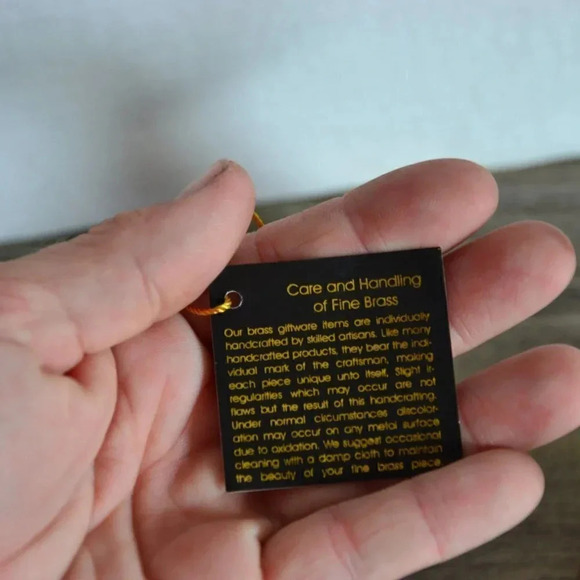 Care and Handling
of Fine Brass
Our brass giftware items are individually
handcrafted by skilled artisans. Like many
handcrafted products, they bear the indi-
vidual mark of the craftsman, making
each piece unique unto itself. Slight ir-
regularities which may occur are not
flaws but the result of this handcrafting.
Under normal circumstances discolor-
ation may occur on any metal surface
due to oxidation. We suggest occasional
cleaning with a damp cloth to maintain
the beauty of your fine brass piece